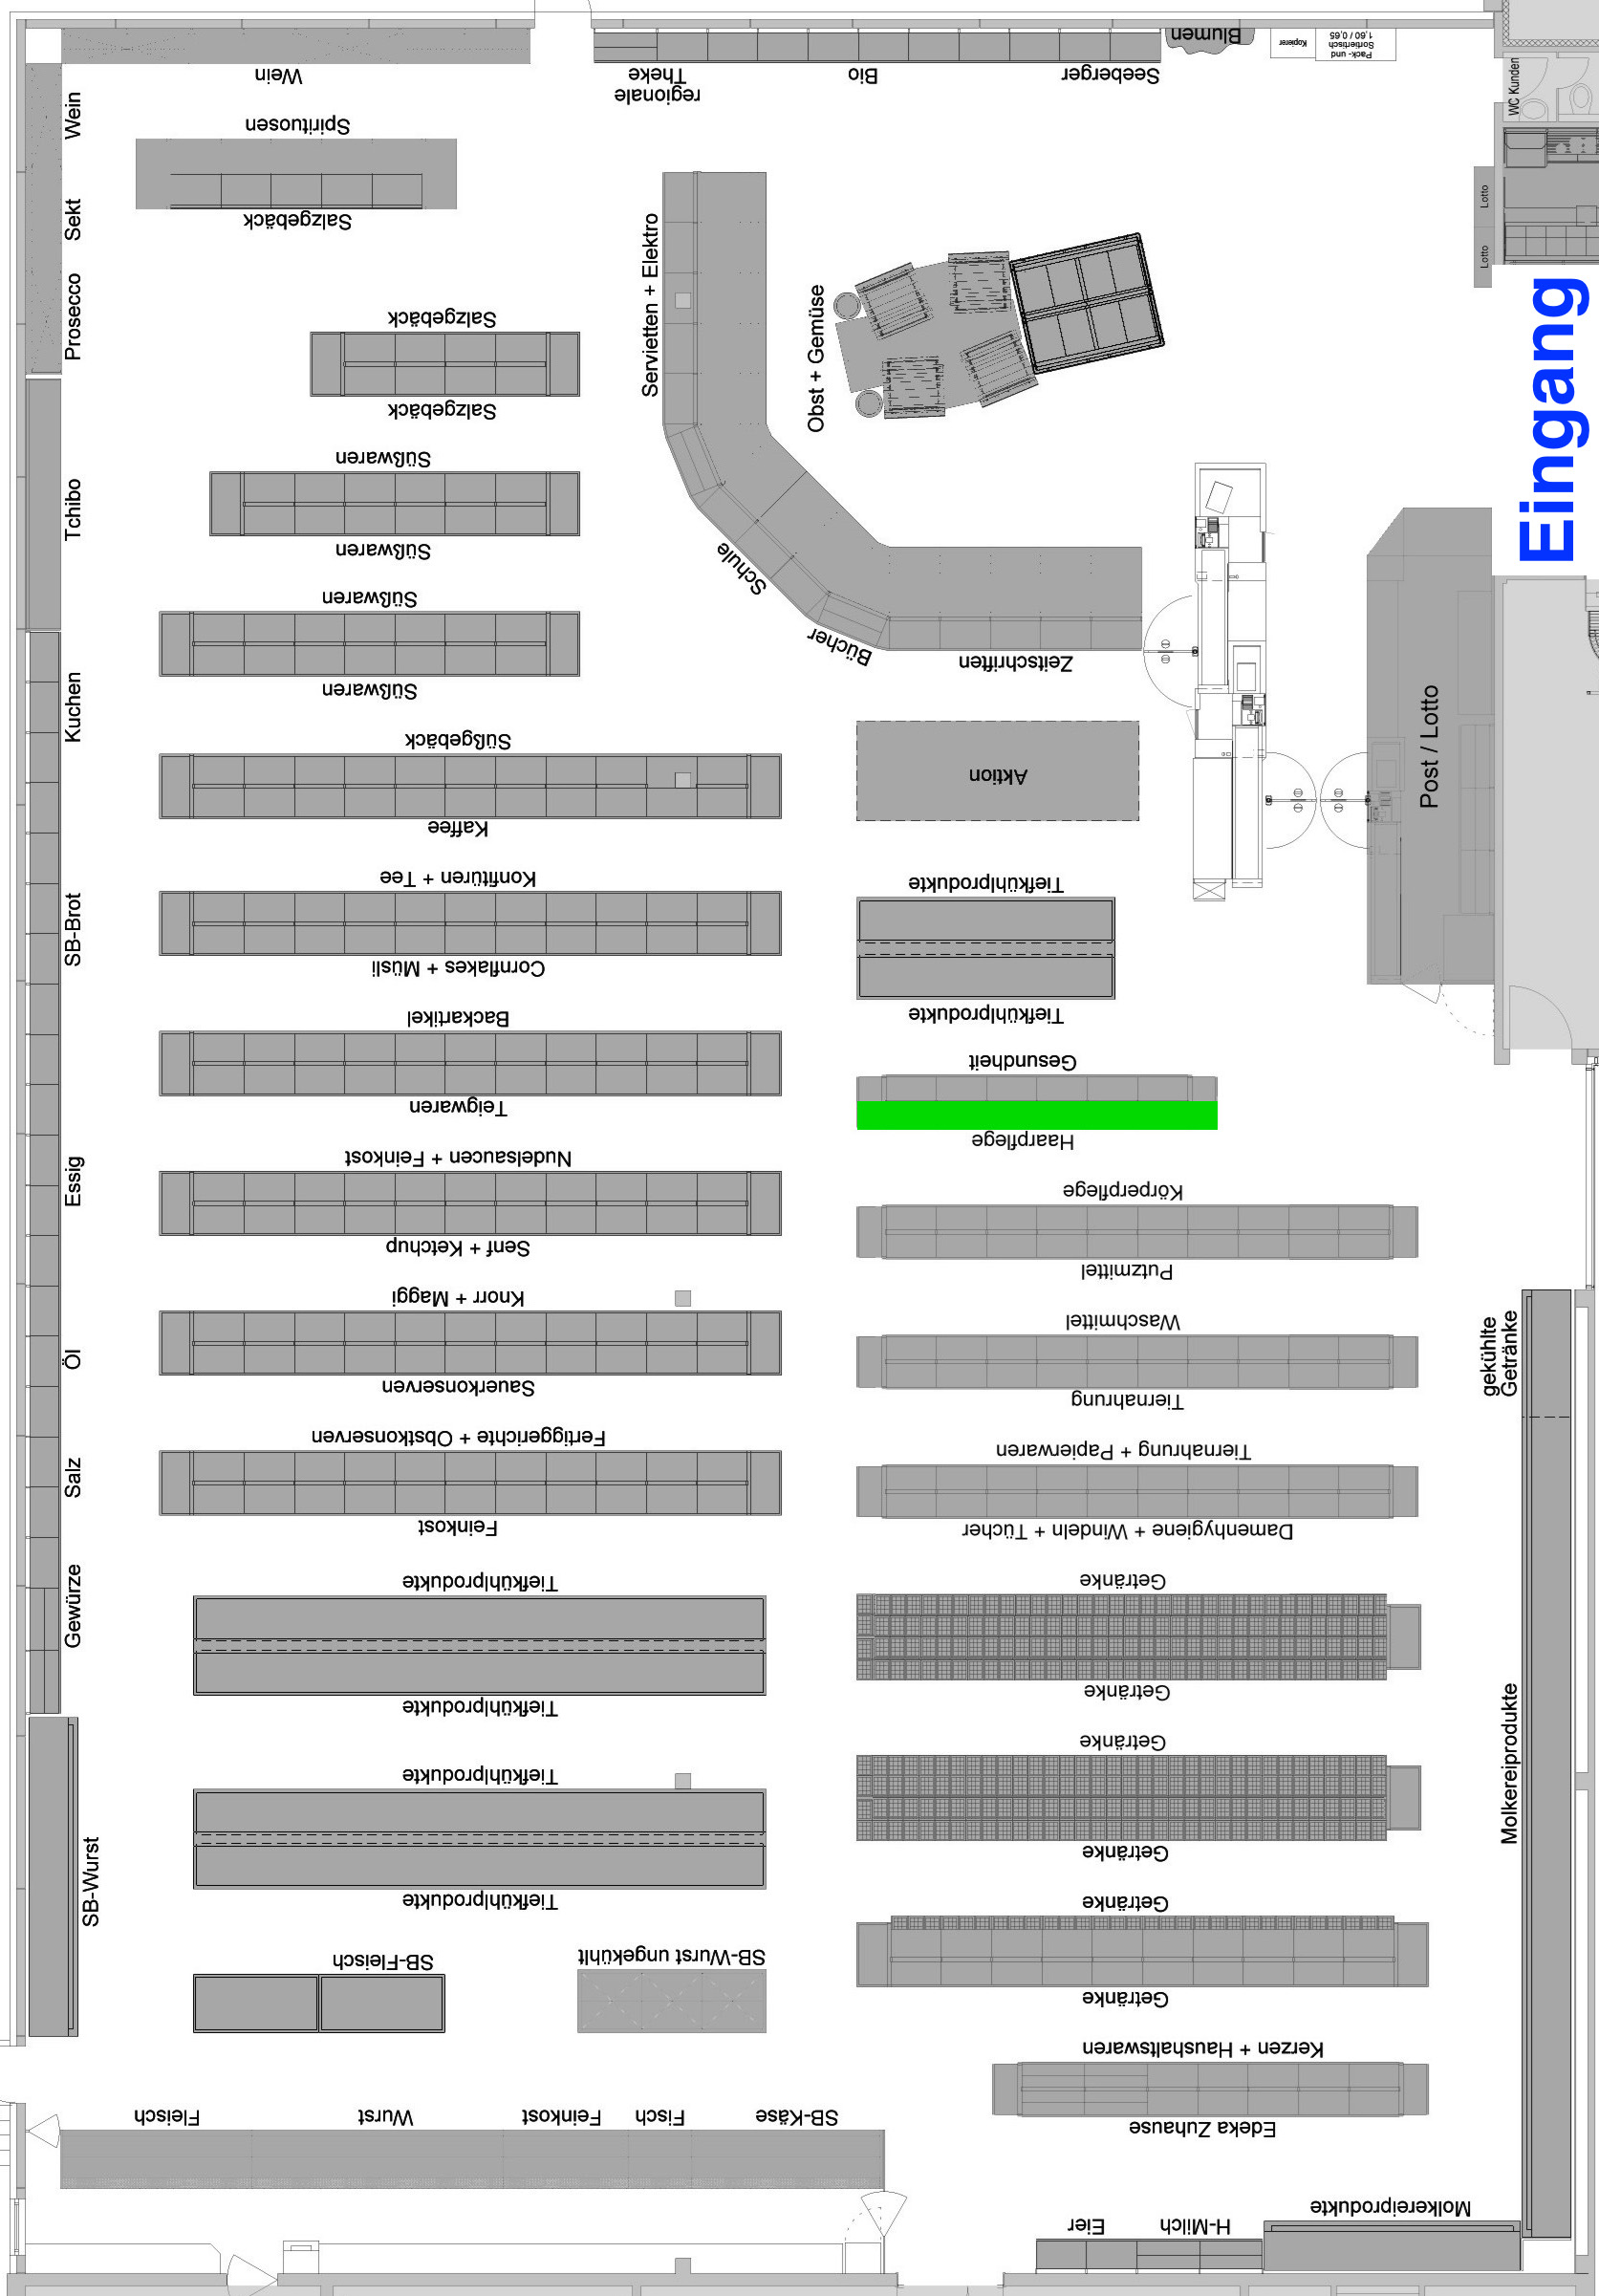 Wein
regionale
Theke
Bio
Seeberger
Blumen
Kopierer
Pack- und
Sortiertisch
1,60 / 0,65
WC Kunden
Wein
Sekt
Prosecco
Spirituosen
Salzgebäck
Lotto
Lotto
Eingang
Servietten + Elektro
Obst + Gemüse
Salzgebäck
Salzgebäck
Tchibo
Süßwaren
Süßwaren
Schule
Bücher
Zeitschriften
Süßwaren
Süßwaren
Kuchen
Süßgebäck
Kaffee
Aktion
Post / Lotto
SB-Brot
Konfitüren + Tee
Cornflakes + Müsli
Tiefkühlprodukte
Tiefkühlprodukte
Backartikel
Teigwaren
Gesundheit
Haarpflege
Essig
Nudelsaucen + Feinkost
Senf + Ketchup
Körperpflege
Putzmittel
Öl
Knorr + Maggi
Sauerkonserven
Waschmittel
Tiernahrung
gekühlte
Getränke
Salz
Fertiggerichte + Obstkonserven
Feinkost
Tiernahrung + Papierwaren
Damenhygiene + Windeln + Tücher
Gewürze
Tiefkühlprodukte
Tiefkühlprodukte
Getränke
Getränke
Molkereiprodukte
SB-Wurst
Tiefkühlprodukte
Tiefkühlprodukte
Getränke
Getränke
SB-Fleisch
SB-Wurst ungekühlt
Getränke
Getränke
Kerzen + Haushaltswaren
Edeka Zuhause
Fleisch
Wurst
Feinkost
Fisch
SB-Käse
Eier
H-Milch
Molkereiprodukte